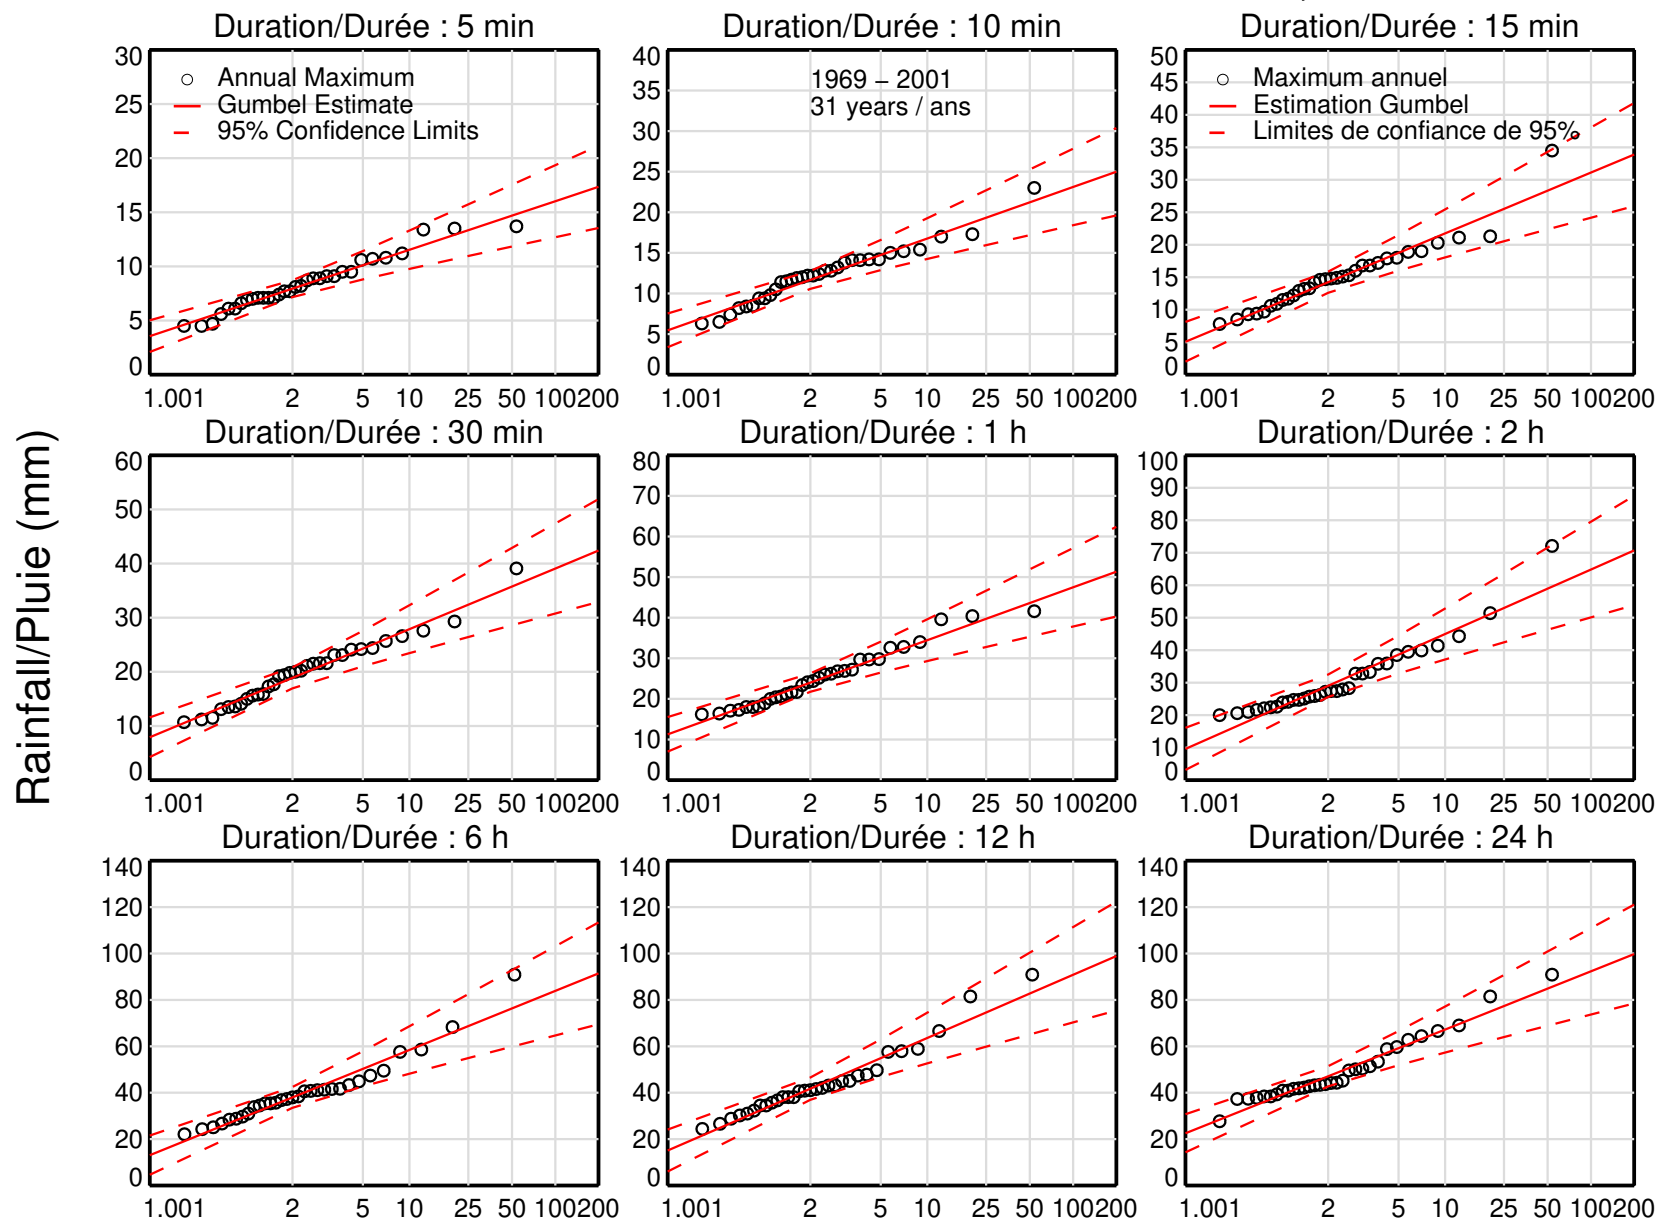 Duration/Durée : 5 min
30
25
20
15
10
5
0
Annual Maximum
Gumbel Estimate
95% Confidence Limits
1.001 2 5 10 25 50 100200
Duration/Durée : 10 min
40
35
30
25
20
15
10
5
0
1969 – 2001
31 years / ans
1.001 2 5 10 25 50 100200
Duration/Durée : 15 min
50
45
40
35
30
25
20
15
10
5
0
Maximum annuel
Estimation Gumbel
Limites de confiance de 95%
1.001 2 5 10 25 50 100200
Rainfall/Pluie (mm)
Duration/Durée : 30 min
60
50
40
30
20
10
0
1.001 2 5 10 25 50 100200
Duration/Durée : 1 h
80
70
60
50
40
30
20
10
0
1.001 2 5 10 25 50 100200
Duration/Durée : 2 h
100
90
80
70
60
50
40
30
20
10
0
1.001 2 5 10 25 50 100200
Duration/Durée : 6 h
140
120
100
80
60
40
20
0
1.001 2 5 10 25 50 100200
Duration/Durée : 12 h
140
120
100
80
60
40
20
0
1.001 2 5 10 25 50 100200
Duration/Durée : 24 h
140
120
100
80
60
40
20
0
1.001 2 5 10 25 50 100200